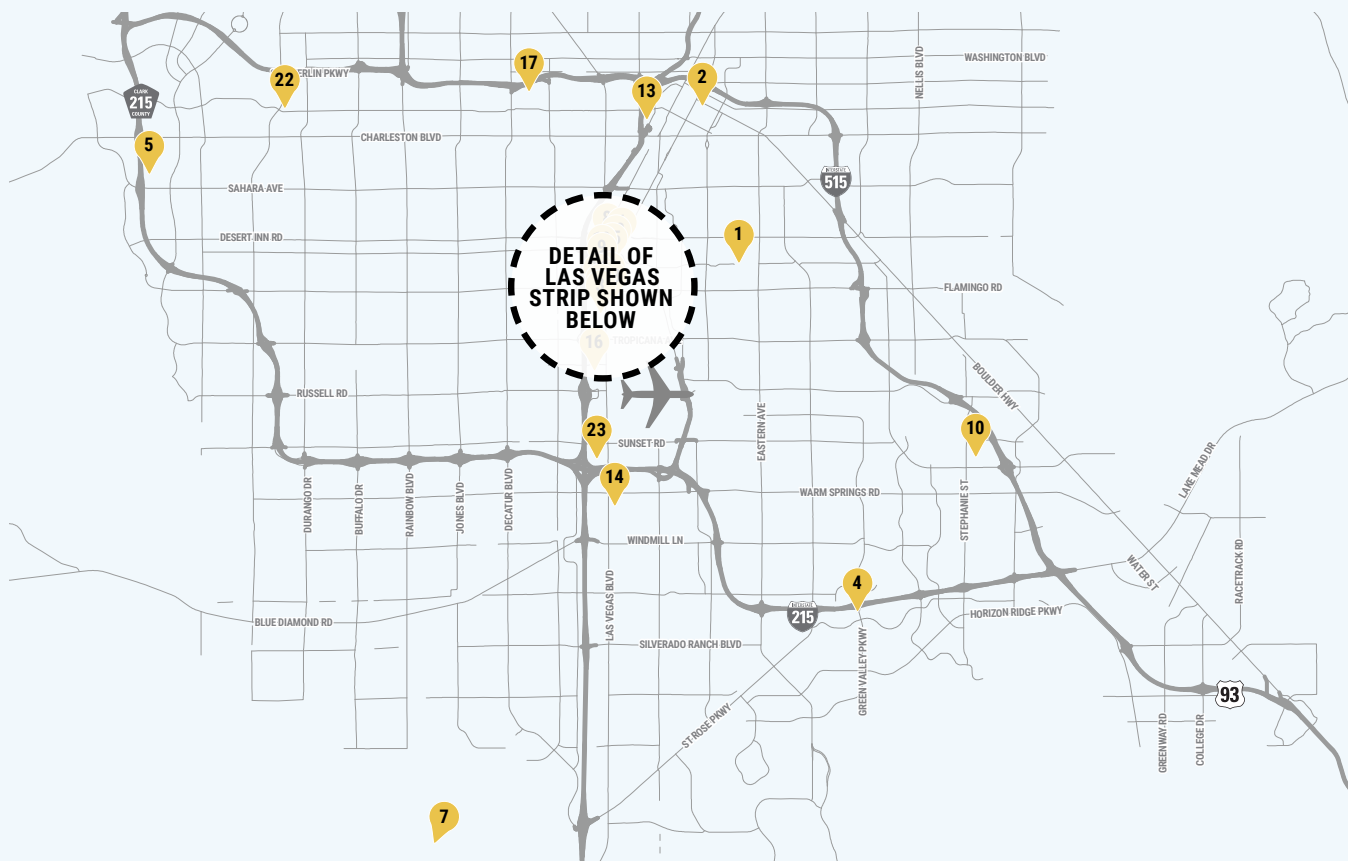 WASHINGTON BLVD
NELLIS BLVD
17
22
ERLIN PKWY
2
13
CLARK
215
COUNTY
CHARLESTON BLVD
5
INTERSTATE
515
SAHARA AVE
1
DESERT INN RD
DETAIL OF
LAS VEGAS
STRIP SHOWN
BELOW
FLAMINGO RD
16
TROPICANA
RUSSELL RD
BOULDER HWY
EASTERN AVE
23
SUNSET RD
10
14
LAKE MEAD DR
WARM SPRINGS RD
STEPHANIE ST
DURANGO DR
BUFFALO DR
RAINBOW BLVD
JONES BLVD
DECATUR BLVD
WINDMILL LN
WATER ST
RACETRACK RD
4
LAS VEGAS BLVD
INTERSTATE
215
HORIZON RIDGE PKWY
BLUE DIAMOND RD
SILVERADO RANCH BLVD
GREEN VALLEY PKWY
93
ST ROSE PKWY
GREENWAY RD
COLLEGE DR
7